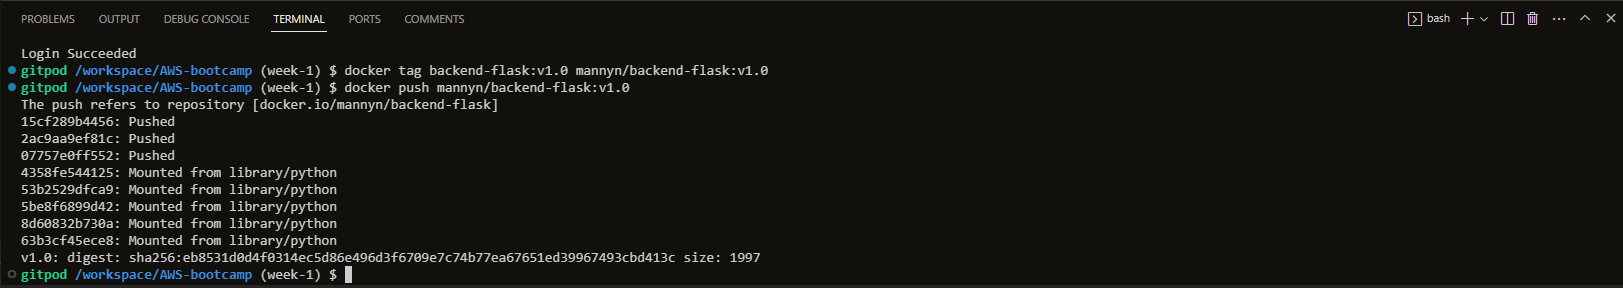 PROBLEMS OUTPUT DEBUG CONSOLE TERMINAL PORTS COMMENTS bash
Login Succeeded
gitpod /workspace/AWS-bootcamp (week-1) $ docker tag backend-flask:v1.0 mannyn/backend-flask:v1.0
gitpod /workspace/AWS-bootcamp (week-1) $ docker push mannyn/backend-flask:v1.0
The push refers to repository [docker.io/mannyn/backend-flask]
15cf289b4456: Pushed
2ac9aa9ef81c: Pushed
07757e0ff552: Pushed
4358fe544125: Mounted from library/python
53b2529dfca9: Mounted from library/python
5be8f6899d42: Mounted from library/python
8d60832b730a: Mounted from library/python
63b3cf45ece8: Mounted from library/python
v1.0: digest: sha256:eb8531d0d4f0314ec5d86e496d3f6709e7c74b77ea67651ed39967493cbd413c size: 1997
gitpod /workspace/AWS-bootcamp (week-1) $